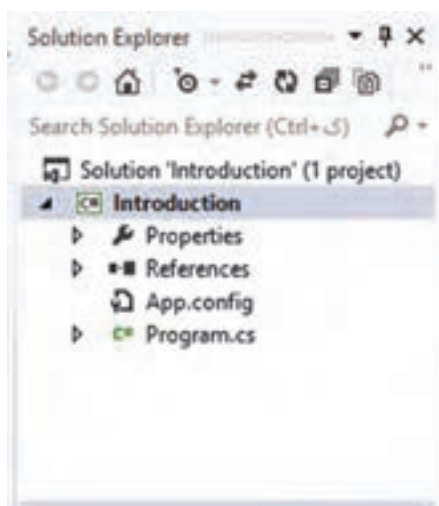 Solution Explorer
Search Solution Explorer (Ctrl+ک)
Solution 'Introduction' (1 project)
C# Introduction
Properties
References
App.config
C# Program.cs